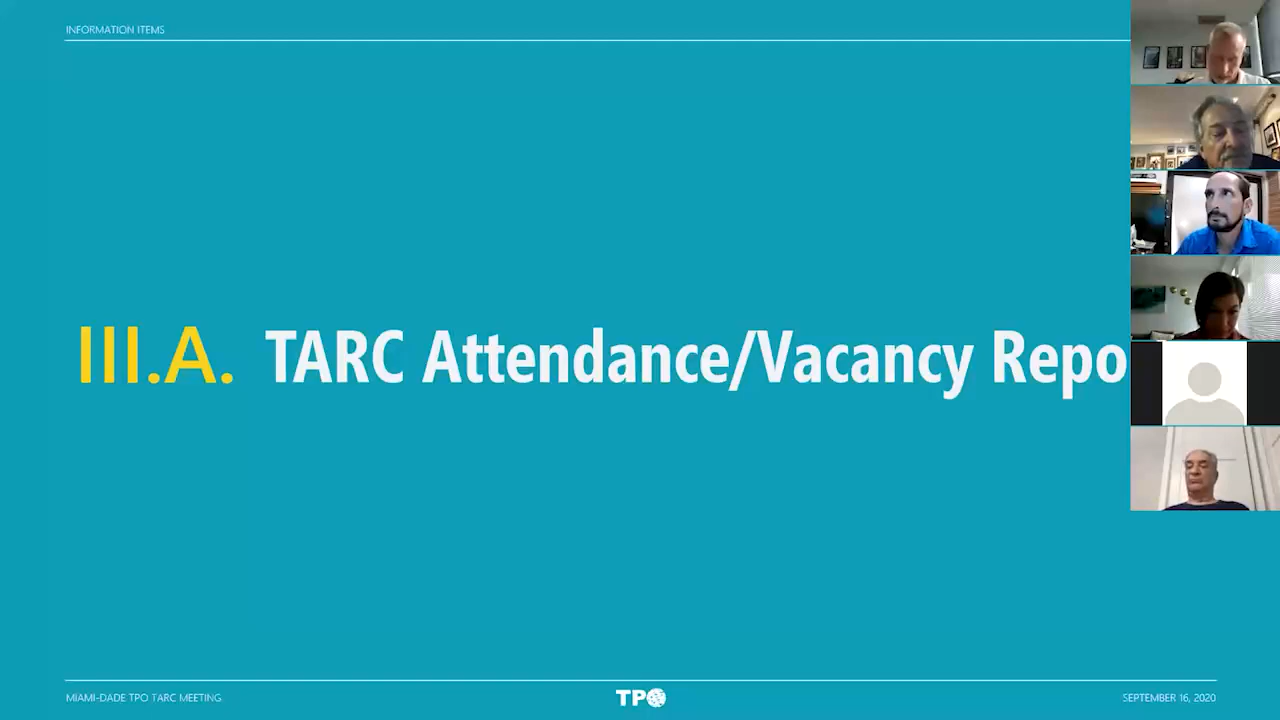 INFORMATION ITEMS
III.A. TARC Attendance/Vacancy Repo
MIAMI-DADE TPO TARC MEETING
TPO
SEPTEMBER 16, 2020